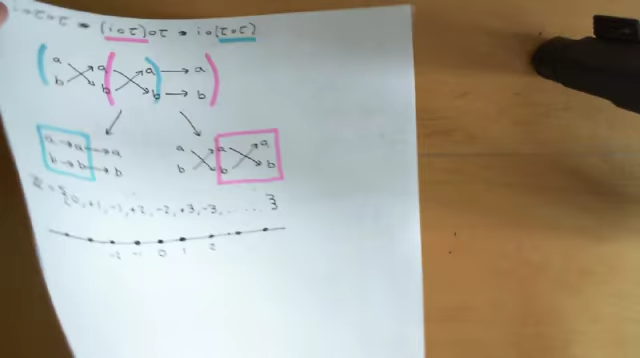 i∘τ∘τ = (i∘τ)∘τ = i∘(τ∘τ)
( a a ( a ) a )
b b b b
a → a → a
b → b → b
a a a
b b b
Z = {0, +1, -1, +2, -2, +3, -3, ..... }
-2 -1 0 1 2